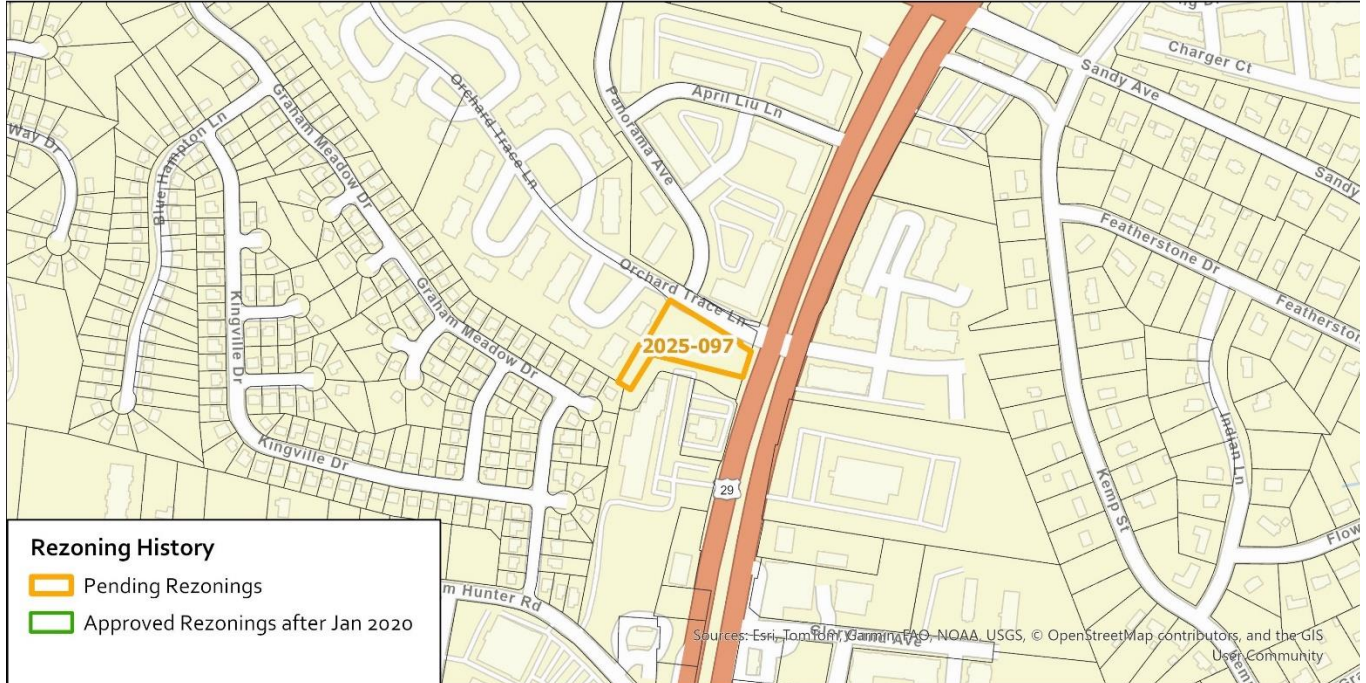 Charger Ct
Sandy Ave
Sandy
April Liu Ln
Panorama Ave
Orchard Trace Ln
Graham Meadow Dr
Blue Hampton Ln
Way Dr
Featherstone Dr
Featherston
Orchard Trace Ln
2025-097
Graham Meadow Dr
Kingville Dr
Kingville Dr
Indian Ln
Kemp St
29
Flow
m Hunter Rd
Rezoning History
Pending Rezonings
Approved Rezonings after Jan 2020
Sources: Esri, TomTom, Garmin, FAO, NOAA, USGS, © OpenStreetMap contributors, and the GIS
User Community